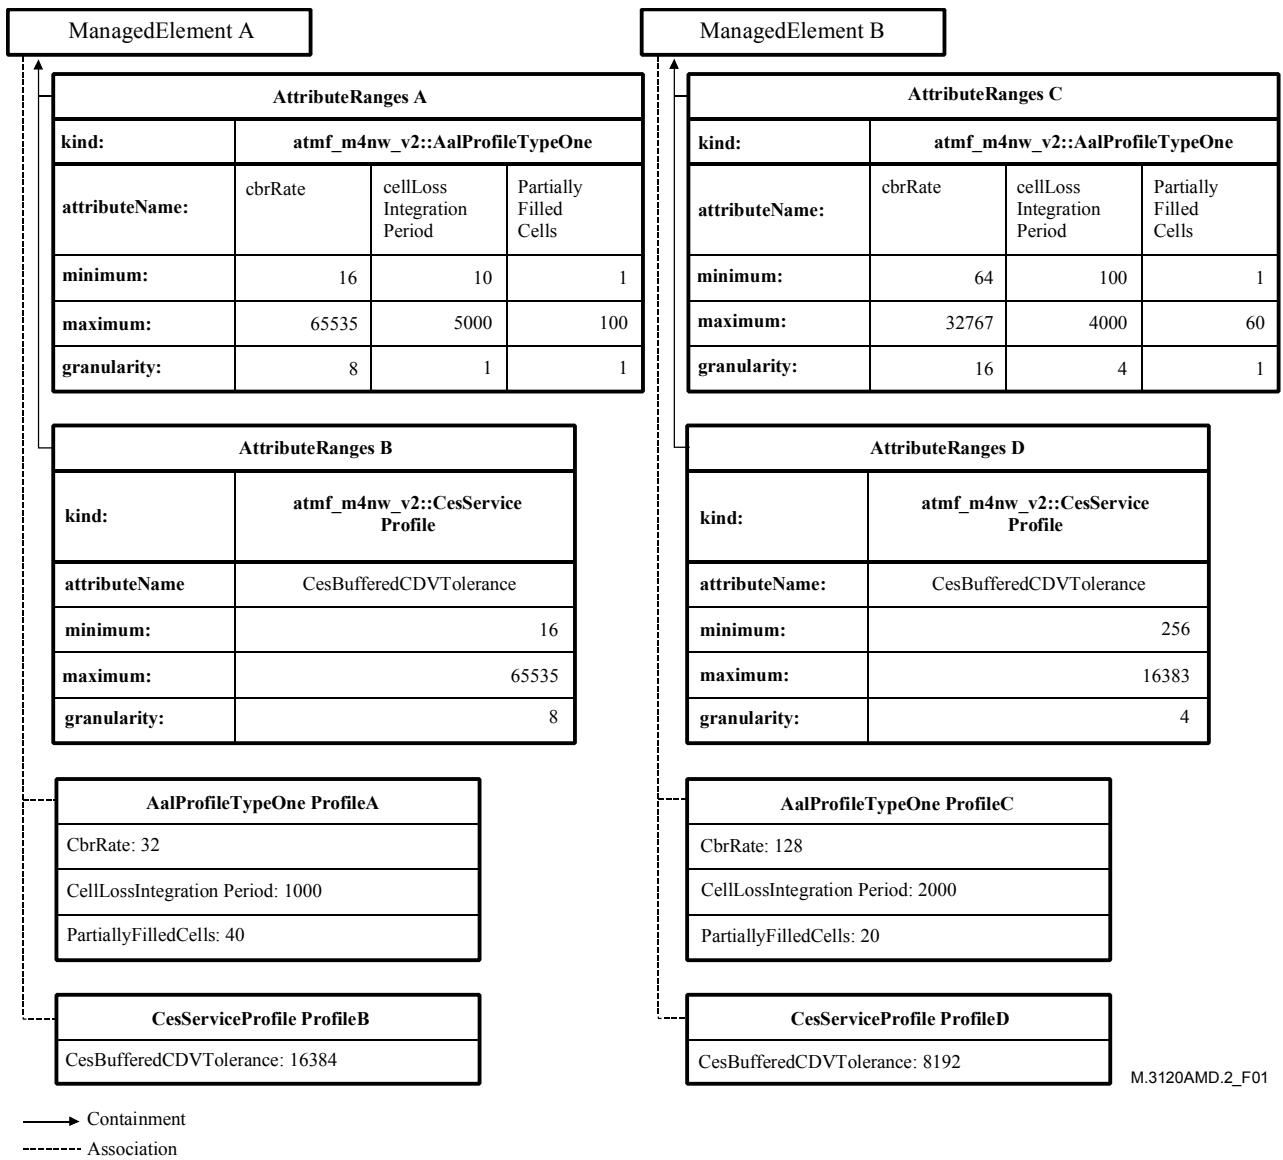 ManagedElement A
AttributeRanges A
kind: atmf_m4nw_v2::AalProfileTypeOne
attributeName: cbrRate cellLoss Integration Period Partially Filled Cells
minimum: 16 10 1
maximum: 65535 5000 100
granularity: 8 1 1
AttributeRanges B
kind: atmf_m4nw_v2::CesService
Profile
attributeName CesBufferedCDVTolerance
minimum: 16
maximum: 65535
granularity: 8
AalProfileTypeOne ProfileA
CbrRate: 32
CellLossIntegration Period: 1000
PartiallyFilledCells: 40
CesServiceProfile ProfileB
CesBufferedCDVTolerance: 16384
ManagedElement B
AttributeRanges C
kind: atmf_m4nw_v2::AalProfileTypeOne
attributeName: cbrRate cellLoss Integration Period Partially Filled Cells
minimum: 64 100 1
maximum: 32767 4000 60
granularity: 16 4 1
AttributeRanges D
kind: atmf_m4nw_v2::CesService
Profile
attributeName: CesBufferedCDVTolerance
minimum: 256
maximum: 16383
granularity: 4
AalProfileTypeOne ProfileC
CbrRate: 128
CellLossIntegration Period: 2000
PartiallyFilledCells: 20
CesServiceProfile ProfileD
CesBufferedCDVTolerance: 8192
M.3120AMD.2_F01
Containment
Association